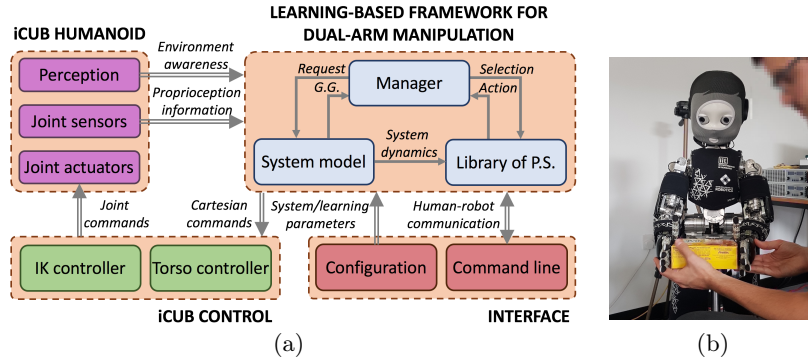 LEARNING-BASED FRAMEWORK FOR
DUAL-ARM MANIPULATION
iCUB HUMANOID
Perception
Joint sensors
Joint actuators
Environment
awareness
Proprioception
information
Manager
Request
G.G.
Selection
Action
System model
System
dynamics
Library of P.S.
Joint
commands
Cartesian
commands
System/learning
parameters
Human-robot
communication
IK controller
Torso controller
Configuration
Command line
iCUB CONTROL
INTERFACE
(a)
(b)